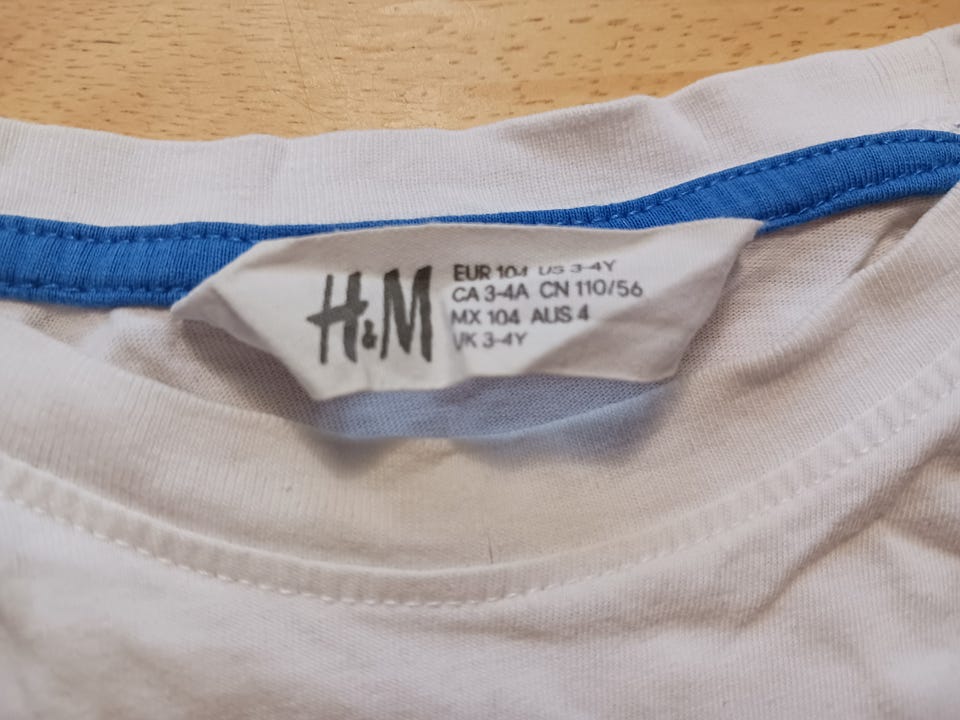 H&M
EUR 104 US 3-4Y
CA 3-4A CN 110/56
MX 104 AUS 4
UK 3-4Y